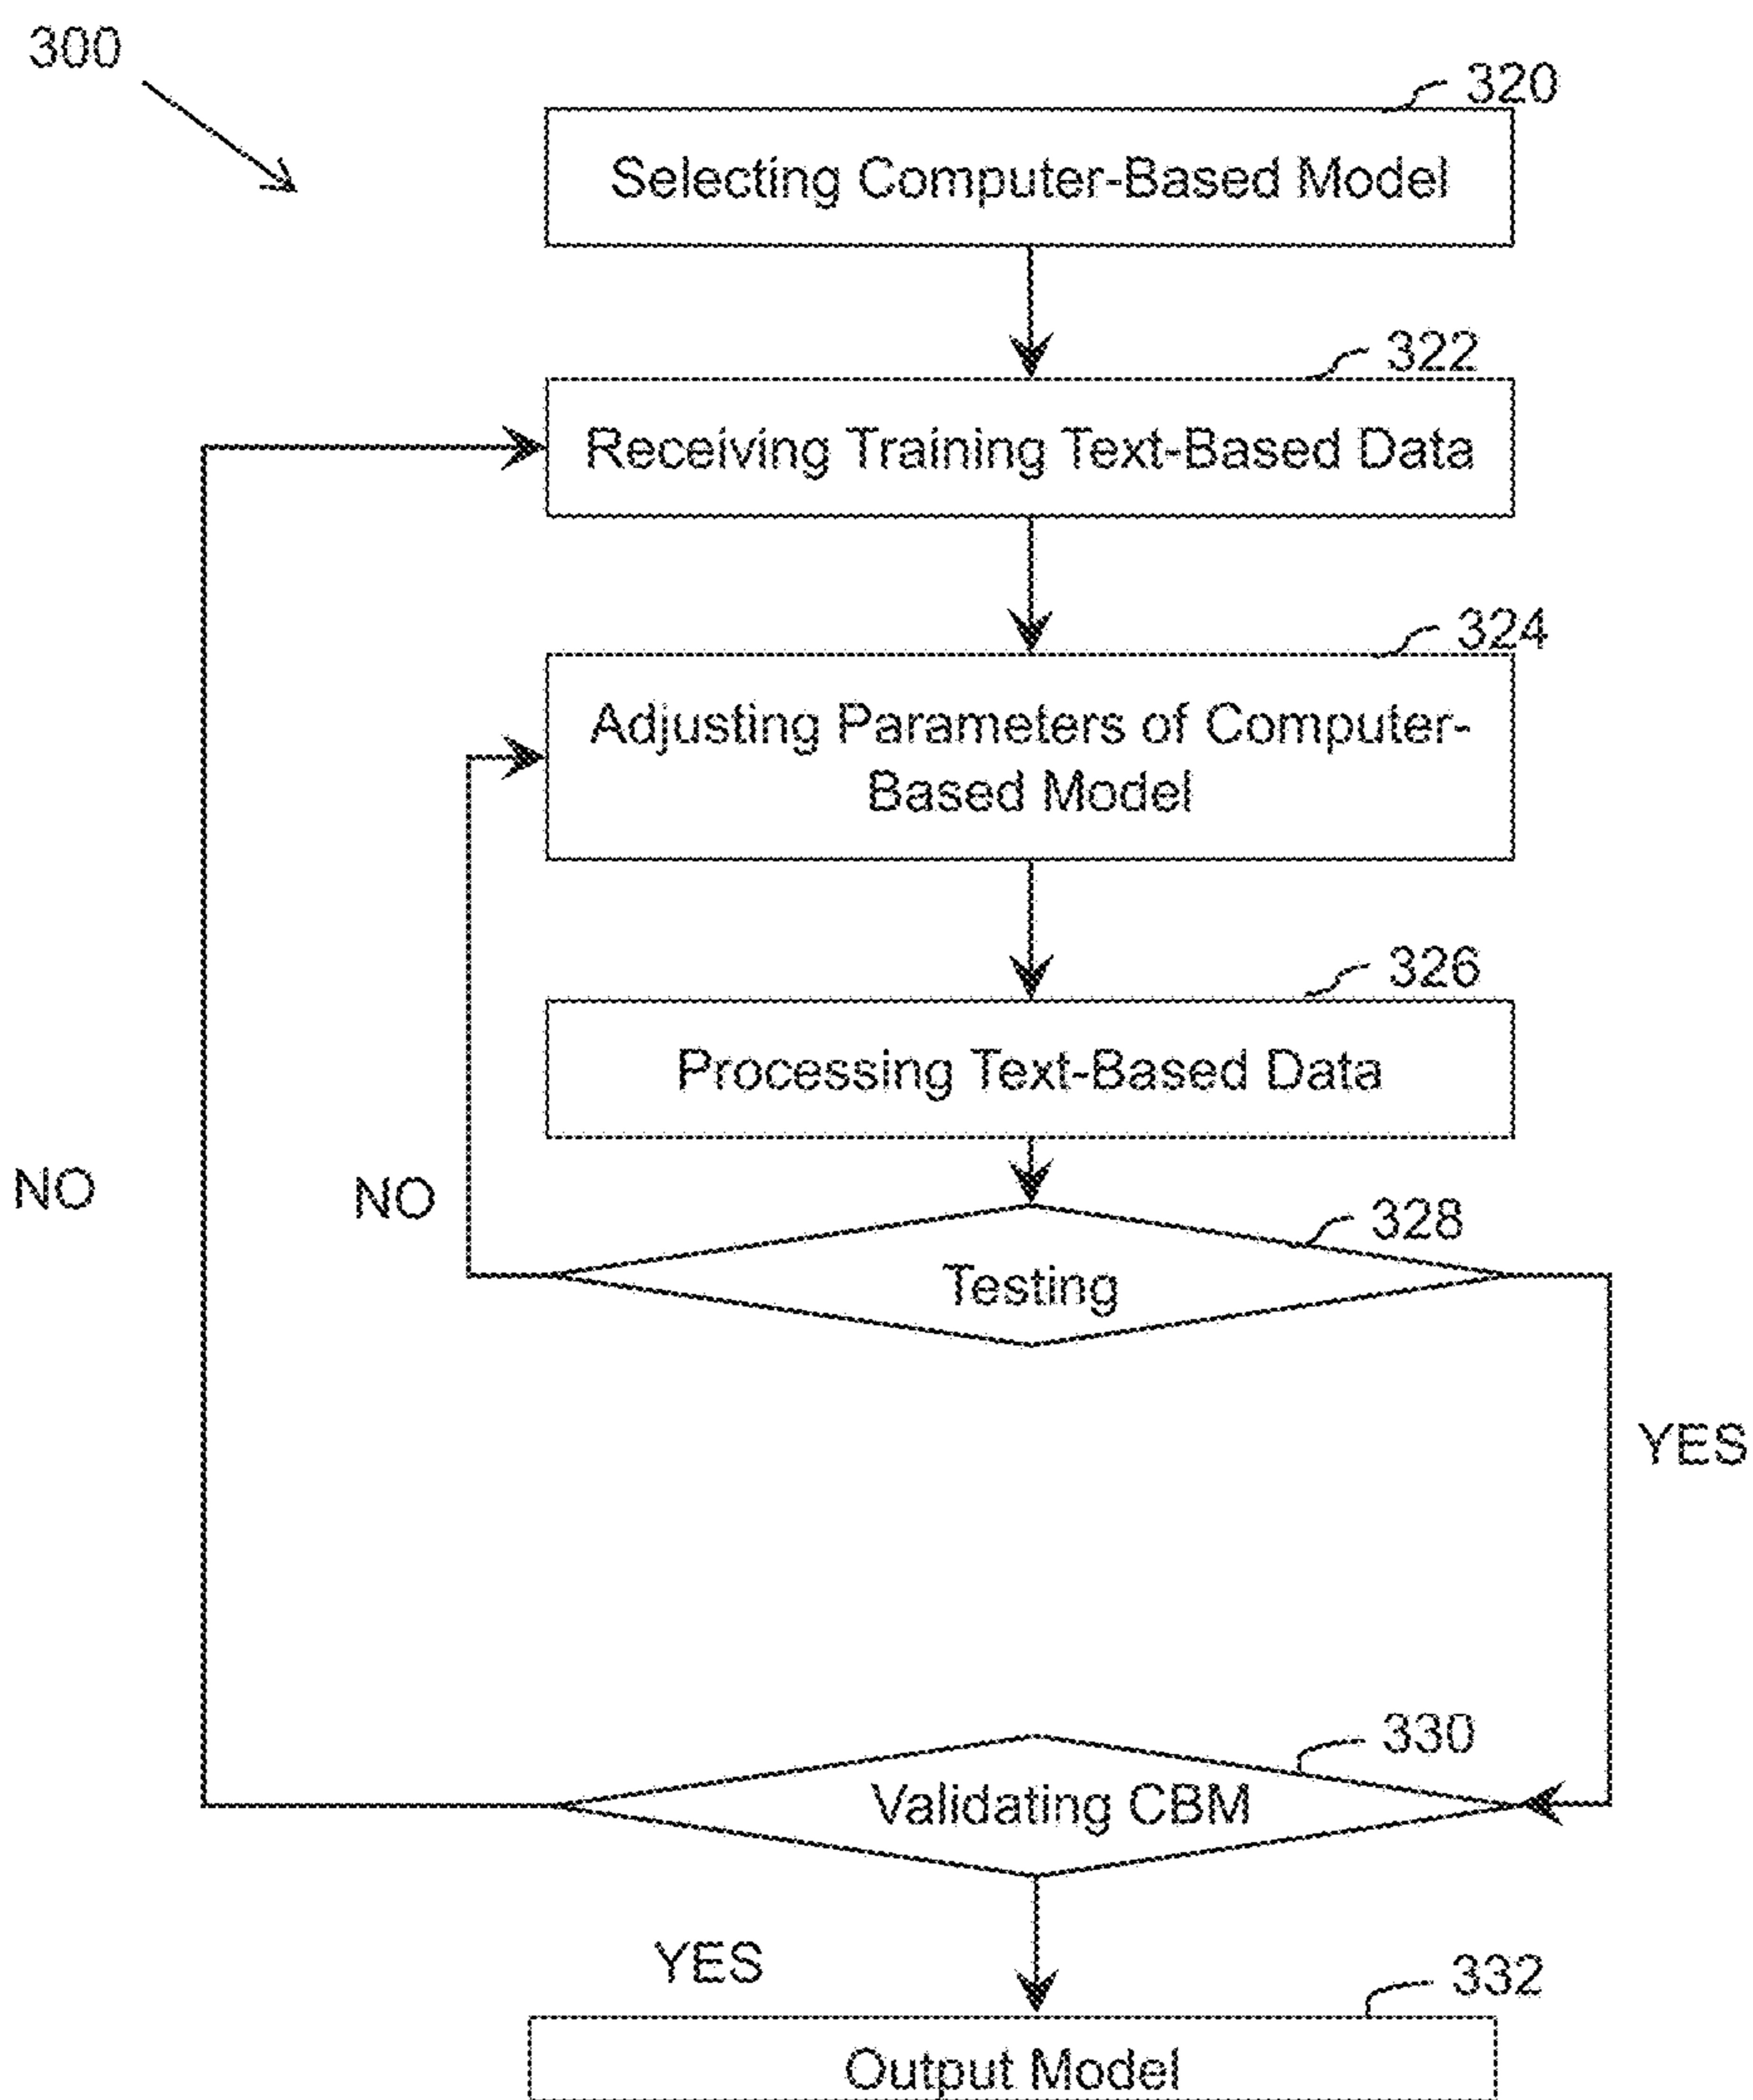 300
320
Selecting Computer-Based Model
322
Receiving Training Text-Based Data
324
Adjusting Parameters of Computer-
Based Model
326
Processing Text-Based Data
NO
NO
328
Testing
YES
330
Validating CBM
YES
332
Output Model